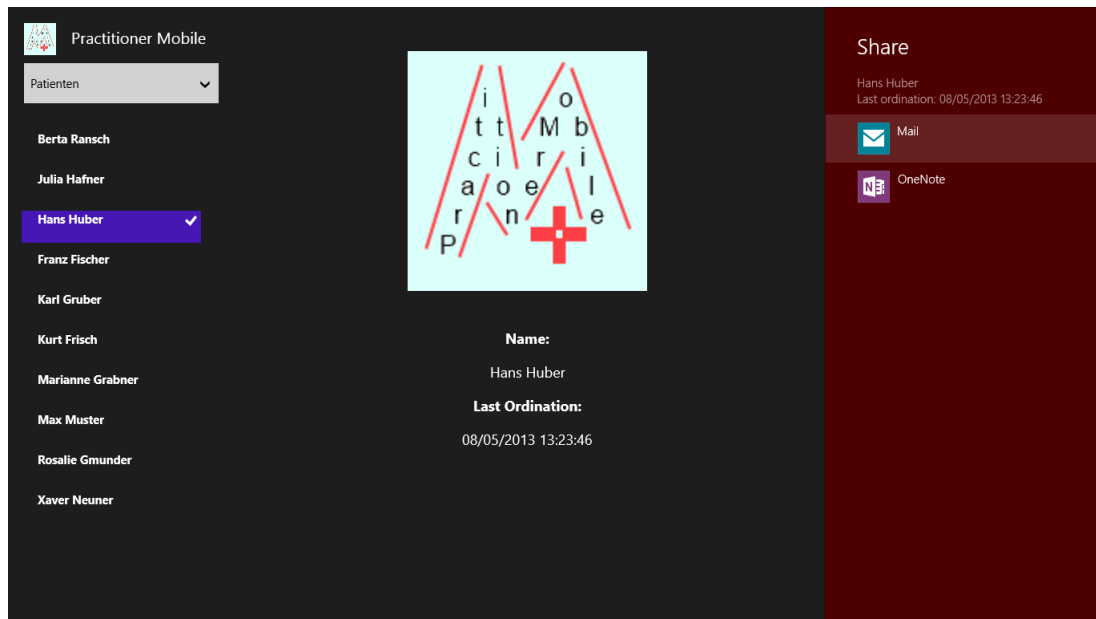 Practitioner Mobile
Patienten
Berta Ransch
Julia Hafner
Hans Huber
Franz Fischer
Karl Gruber
Kurt Frisch
Marianne Grabner
Max Muster
Rosalie Gmunder
Xaver Neuner
Practitioner
Mobile
Name:
Hans Huber
Last Ordination:
08/05/2013 13:23:46
Share
Hans Huber
Last ordination: 08/05/2013 13:23:46
Mail
OneNote